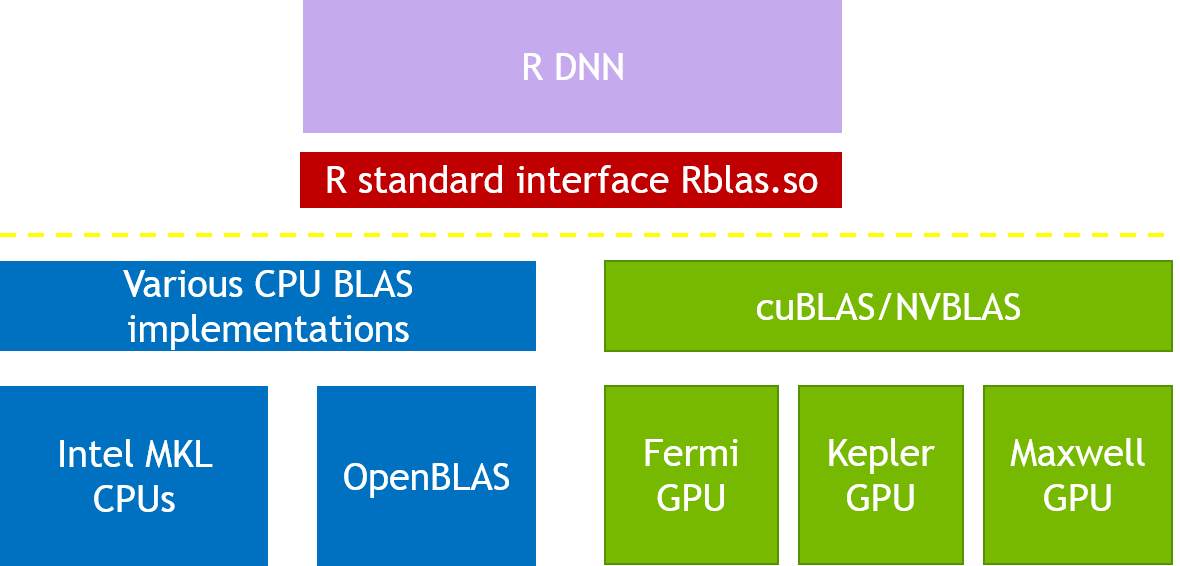 R DNN
R standard interface Rblas.so
Various CPU BLAS
implementations
cuBLAS/NVBLAS
Intel MKL
CPUs
OpenBLAS
Fermi
GPU
Kepler
GPU
Maxwell
GPU